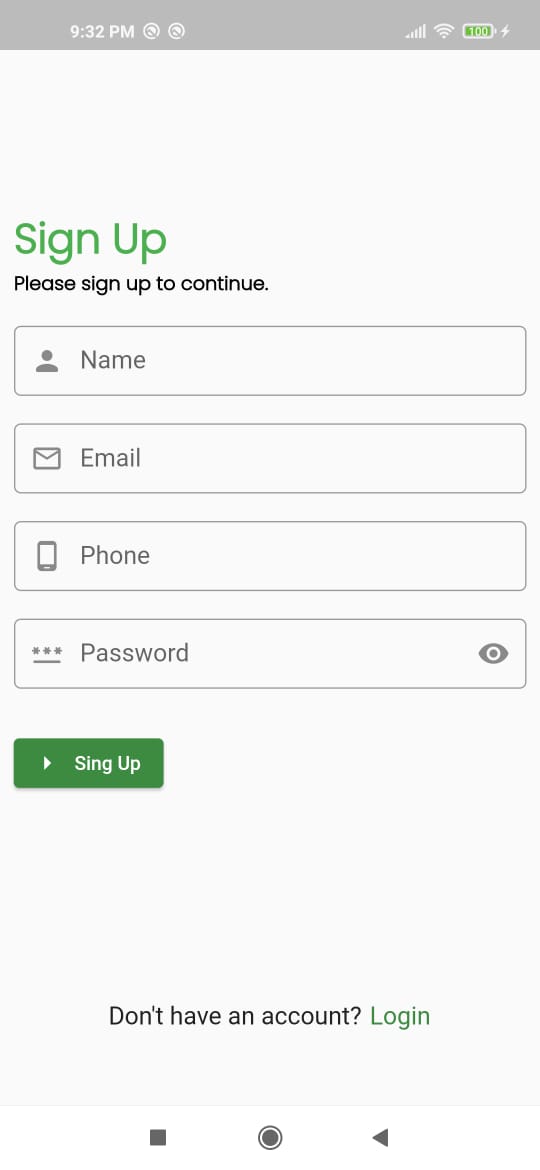 9:32 PM 100
Sign Up
Please sign up to continue.
Name
Email
Phone
*** Password
Sing Up
Don't have an account? Login